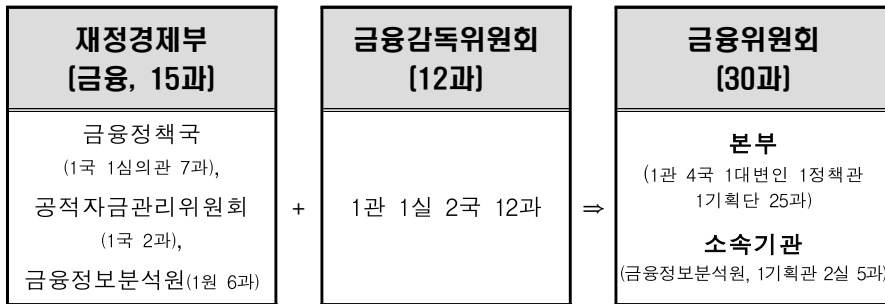 재정경제부
(금융, 15과)
금융정책국
(1국 1심의관 7과),
공적자금관리위원회
(1국 2과),
금융정보분석원(1원 6과)
+
금융감독위원회
(12과)
1관 1실 2국 12과
⇒
금융위원회
(30과)
본부
(1관 4국 1대변인 1정책관
1기획단 25과)
소속기관
(금융정보분석원, 1기획관 2실 5과)